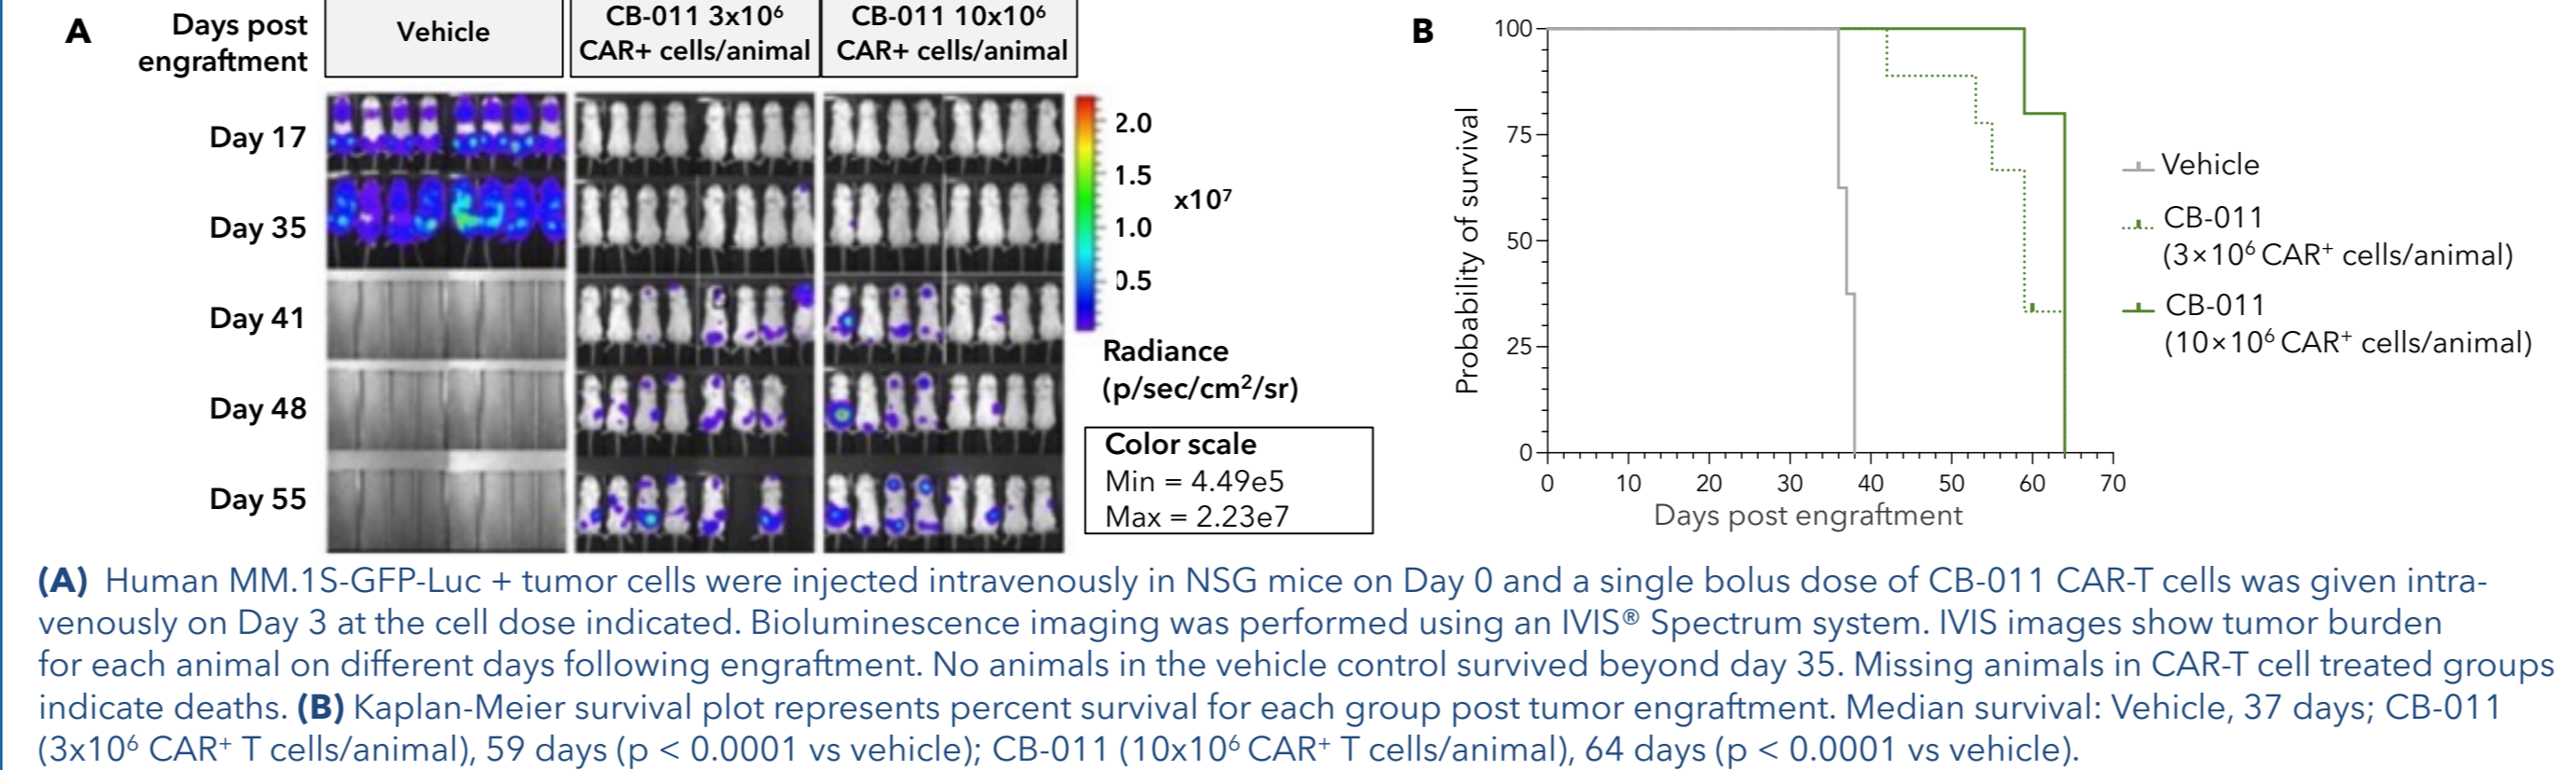 A
Days post
engraftment
Vehicle
CB-011 3x10⁶
CAR+ cells/animal
CB-011 10x10⁶
CAR+ cells/animal
Day 17
Day 35
Day 41
Day 48
Day 55
2.0
1.5
1.0
0.5
x10⁷
Radiance
(p/sec/cm²/sr)
Color scale
Min = 4.49e5
Max = 2.23e7
B
Probability of survival
100
75
50
25
0
0 10 20 30 40 50 60 70
Days post engraftment
Vehicle
CB-011
(3×10⁶ CAR⁺ cells/animal)
CB-011
(10×10⁶ CAR⁺ cells/animal)
(A) Human MM.1S-GFP-Luc + tumor cells were injected intravenously in NSG mice on Day 0 and a single bolus dose of CB-011 CAR-T cells was given intra-
venously on Day 3 at the cell dose indicated. Bioluminescence imaging was performed using an IVIS® Spectrum system. IVIS images show tumor burden
for each animal on different days following engraftment. No animals in the vehicle control survived beyond day 35. Missing animals in CAR-T cell treated groups
indicate deaths. (B) Kaplan-Meier survival plot represents percent survival for each group post tumor engraftment. Median survival: Vehicle, 37 days; CB-011
(3x10⁶ CAR⁺ T cells/animal), 59 days (p < 0.0001 vs vehicle); CB-011 (10x10⁶ CAR⁺ T cells/animal), 64 days (p < 0.0001 vs vehicle).